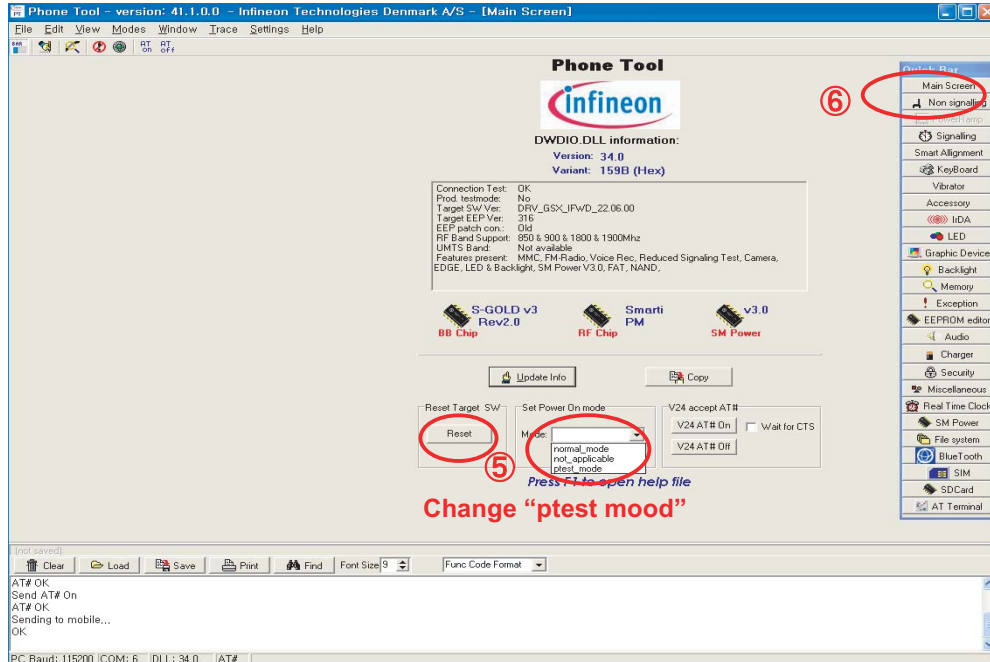 Phone Tool - version: 41.1.0.0 - Infineon Technologies Denmark A/S - [Main Screen]
File Edit View Modes Window Trace Settings Help
AT on AT off
Phone Tool
infineon
DWDIO.DLL information:
Version: 34.0
Variant: 159B (Hex)
Connection Test: OK
Prod. testmode: No
Target SW Ver: DRV_GSX_IFWD_22.06.00
Target EEP Ver: 316
EEP patch con.: Old
RF Band Support: 850 & 900 & 1800 & 1900Mhz
UMTS Band: Not available
Features present: MMC, FM-Radio, Voice Rec, Reduced Signaling Test, Camera,
EDGE, LED & Backlight, SM Power V3.0, FAT, NAND,
S-GOLD v3
Rev2.0
BB Chip
Smarti
PM
RF Chip
v3.0
SM Power
Update Info
Copy
Reset Target SW
Reset
⑤
Set Power On mode
Mode:
normal_mode
not_applicable
ptest_mode
V24 accept AT#
V24 AT# On
Wait for CTS
V24 AT# Off
Press F1 to open help file
Change “ptest mood”
⑥
Quick Bar
Main Screen
Non signalling
PowerRamp
Signalling
Smart Allignment
KeyBoard
Vibrator
Accessory
IrDA
LED
Graphic Device
Backlight
Memory
Exception
EEPROM editor
Audio
Charger
Security
Miscellaneous
Real Time Clock
SM Power
File system
BlueTooth
SIM
SDCard
AT Terminal
[not saved]
Clear Load Save Print Find Font Size 9 Func Code Format
AT# OK
Send AT# On
AT# OK
Sending to mobile...
OK
PC Baud: 115200 COM: 6 DLL: 34.0 AT#